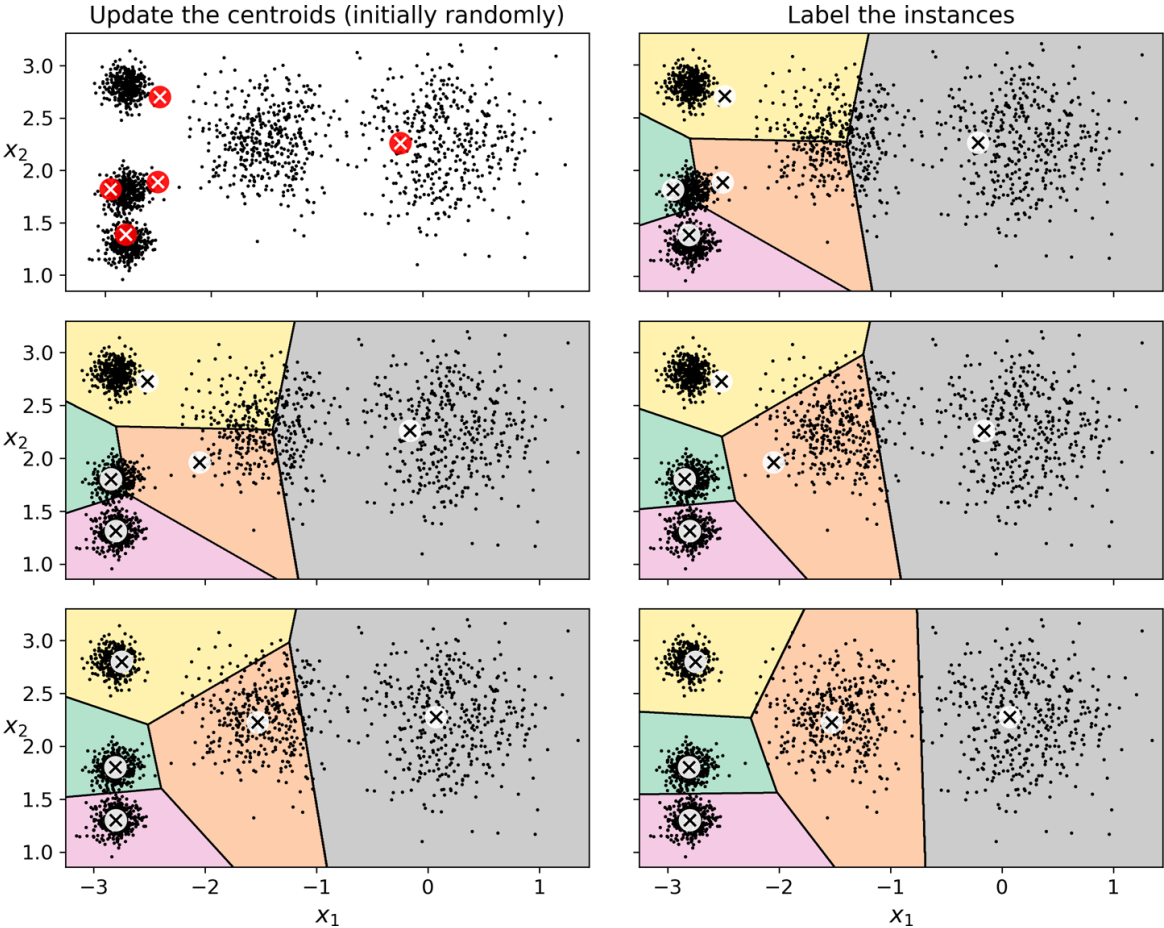 Update the centroids (initially randomly)
Label the instances
3.0
2.5
x₂ 2.0
1.5
1.0
3.0
2.5
x₂ 2.0
1.5
1.0
3.0
2.5
x₂ 2.0
1.5
1.0
−3 −2 −1 0 1
−3 −2 −1 0 1
x₁
x₁